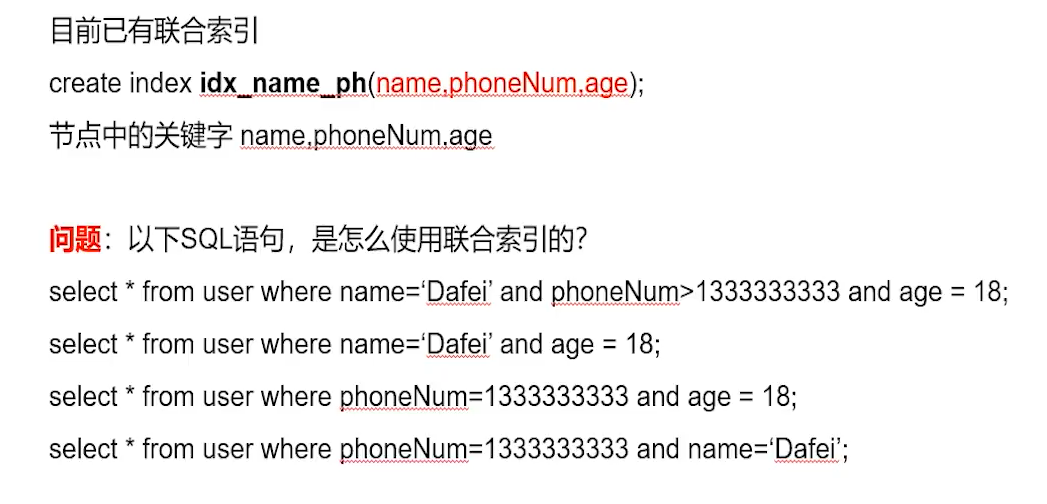 目前已有联合索引
create index idx_name_ph(name,phoneNum,age);
节点中的关键字 name,phoneNum,age
问题：以下SQL语句，是怎么使用联合索引的？
select * from user where name=‘Dafei’ and phoneNum>1333333333 and age = 18;
select * from user where name=‘Dafei’ and age = 18;
select * from user where phoneNum=1333333333 and age = 18;
select * from user where phoneNum=1333333333 and name=‘Dafei’;